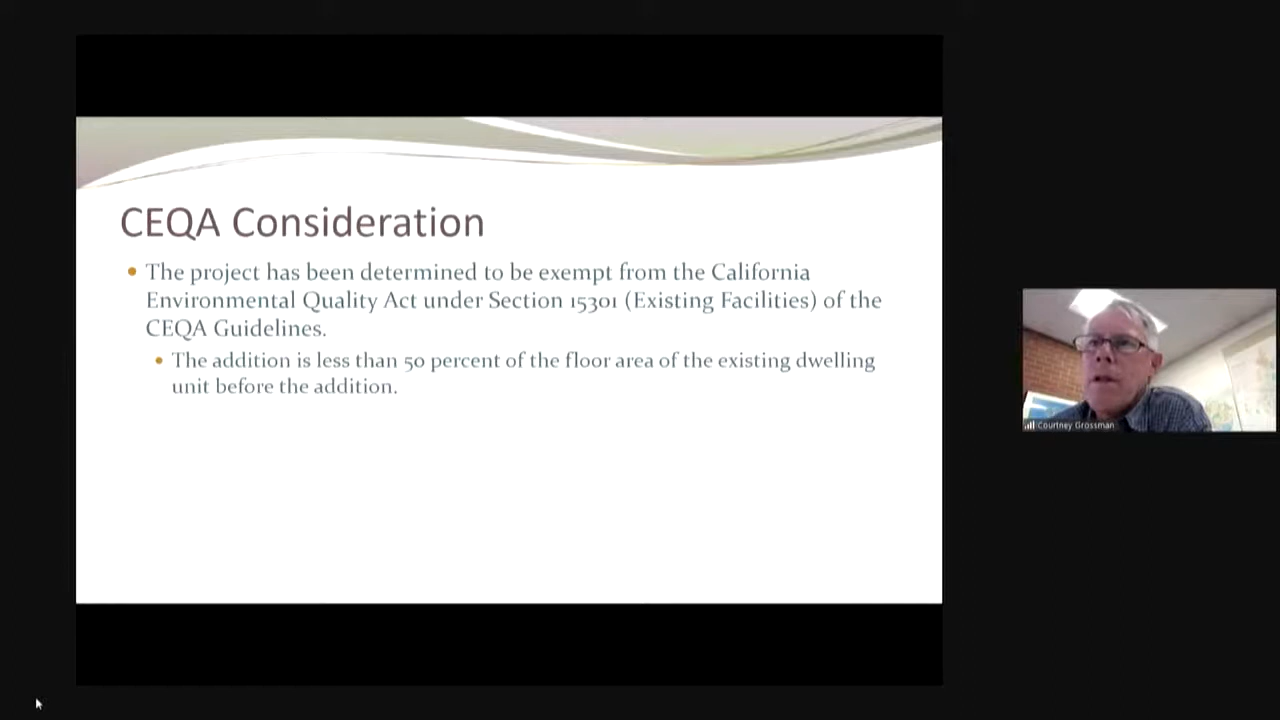 CEQA Consideration
The project has been determined to be exempt from the California
Environmental Quality Act under Section 15301 (Existing Facilities) of the
CEQA Guidelines.
The addition is less than 50 percent of the floor area of the existing dwelling
unit before the addition.
Courtney Grossman